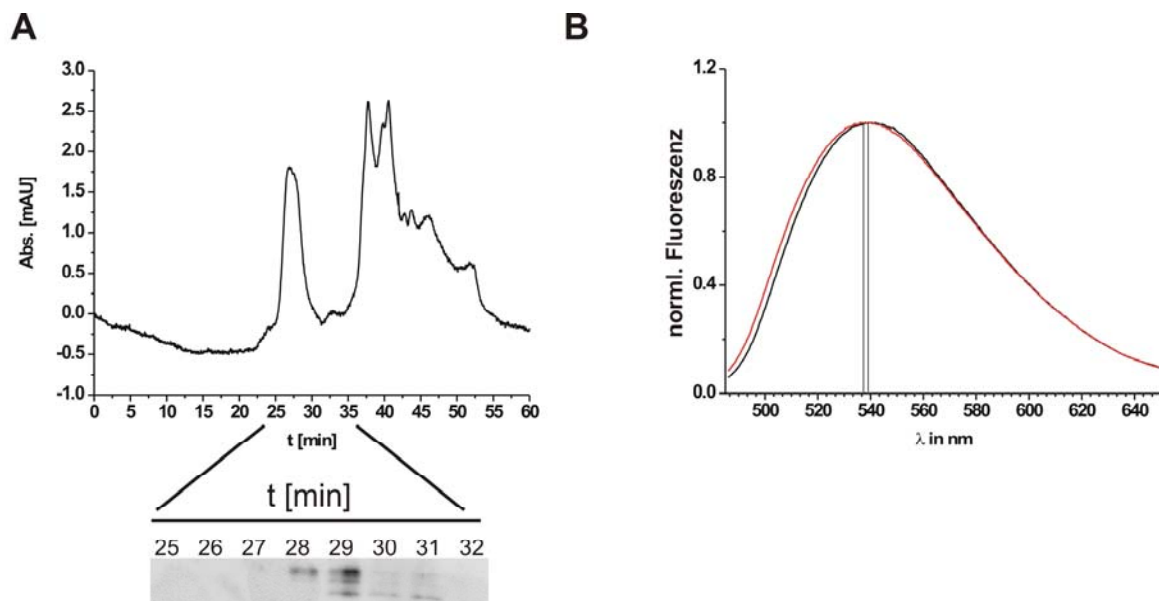 A
3.0
2.5
2.0
1.5
1.0
0.5
0.0
-0.5
-1.0
Abs. [mAU]
0 5 10 15 20 25 30 35 40 45 50 55 60
t [min]
t [min]
25 26 27 28 29 30 31 32
B
1.2
0.8
0.4
0.0
norml. Fluoreszenz
500 520 540 560 580 600 620 640
λ in nm